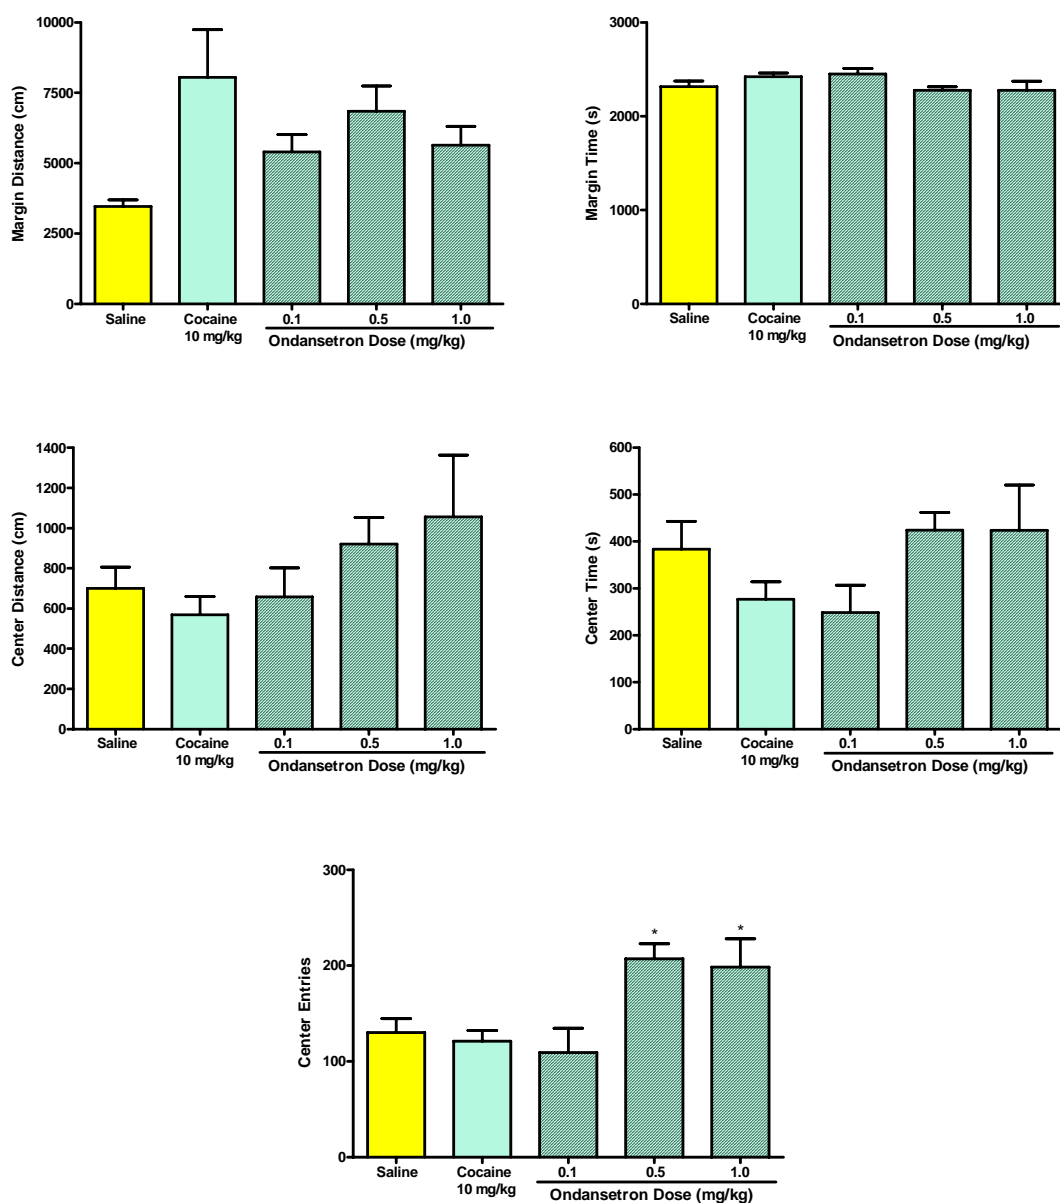 10000
7500
5000
2500
0
Margin Distance (cm)
Saline
Cocaine
10 mg/kg
0.1
0.5
1.0
Ondansetron Dose (mg/kg)
3000
2000
1000
0
Margin Time (s)
Saline
Cocaine
10 mg/kg
0.1
0.5
1.0
Ondansetron Dose (mg/kg)
1400
1200
1000
800
600
400
200
0
Center Distance (cm)
Saline
Cocaine
10 mg/kg
0.1
0.5
1.0
Ondansetron Dose (mg/kg)
600
500
400
300
200
100
0
Center Time (s)
Saline
Cocaine
10 mg/kg
0.1
0.5
1.0
Ondansetron Dose (mg/kg)
300
200
100
0
Center Entries
*
*
Saline
Cocaine
10 mg/kg
0.1
0.5
1.0
Ondansetron Dose (mg/kg)